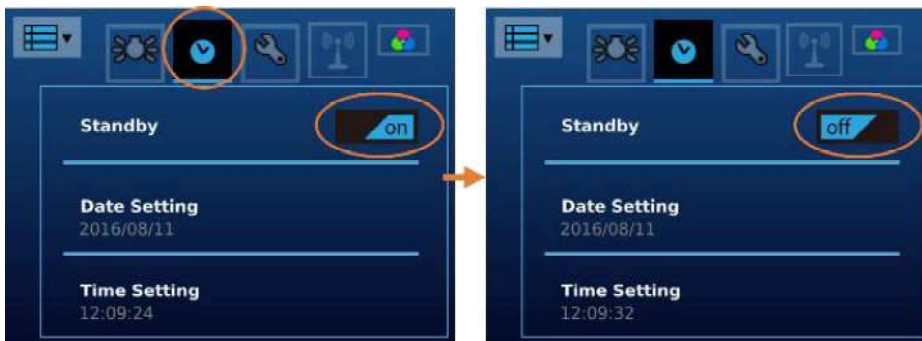 Standby
on
Date Setting
2016/08/11
Time Setting
12:09:24
Standby
off
Date Setting
2016/08/11
Time Setting
12:09:32